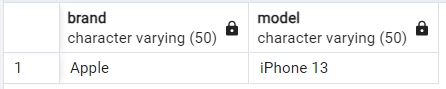 brand model
character varying (50) character varying (50)
1 Apple iPhone 13